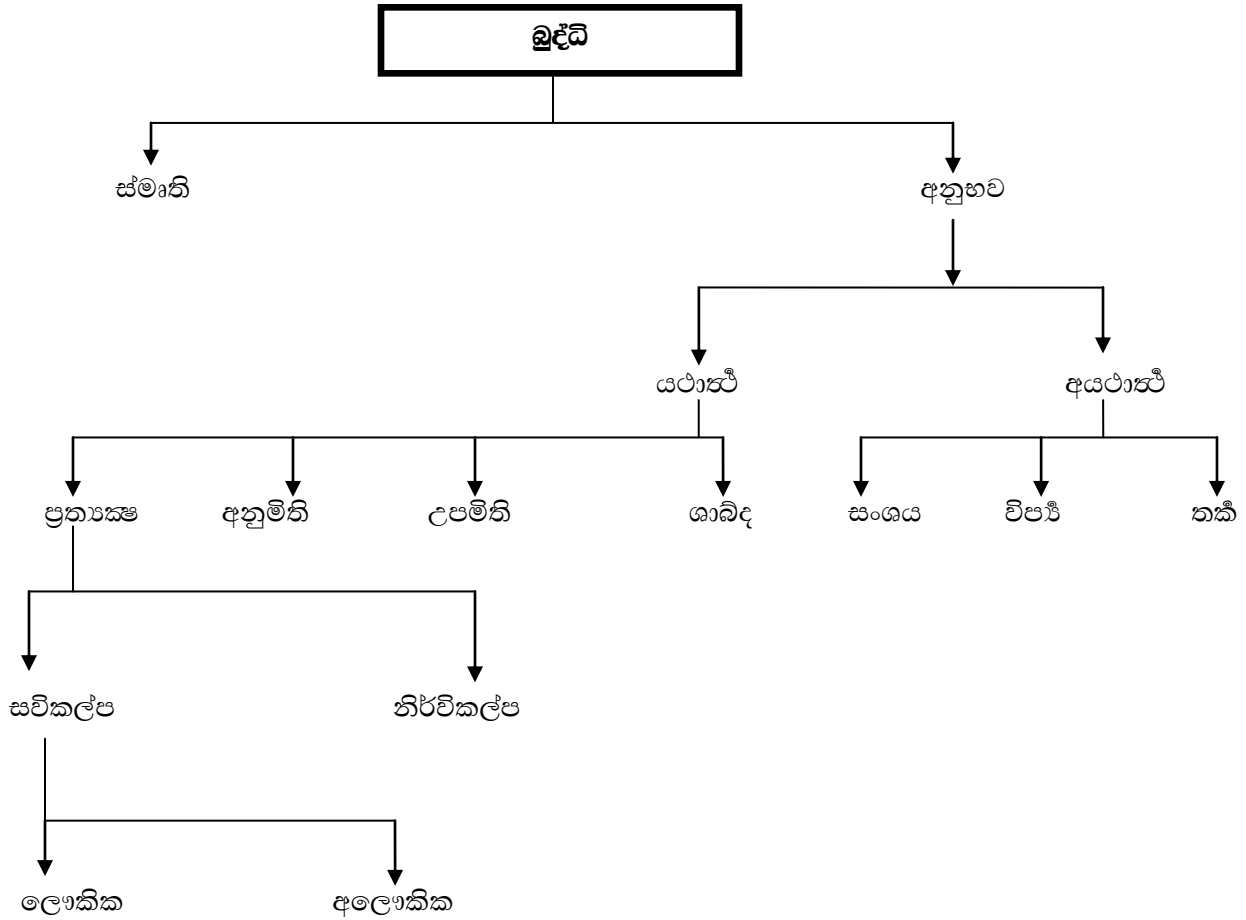 බුද්ධි
ස්මෘති
අනුභව
යථාර්‍ත්‍ථ
අයථාර්‍ත්‍ථ
ප්‍රත්‍යක්‍ෂ
අනුමිති
උපමිති
ශාබ්ද
සංශය
විපර්‍ය්‍ය
තර්‍ක
සවිකල්ප
නිර්විකල්ප
ලෞකික
අලෞකික